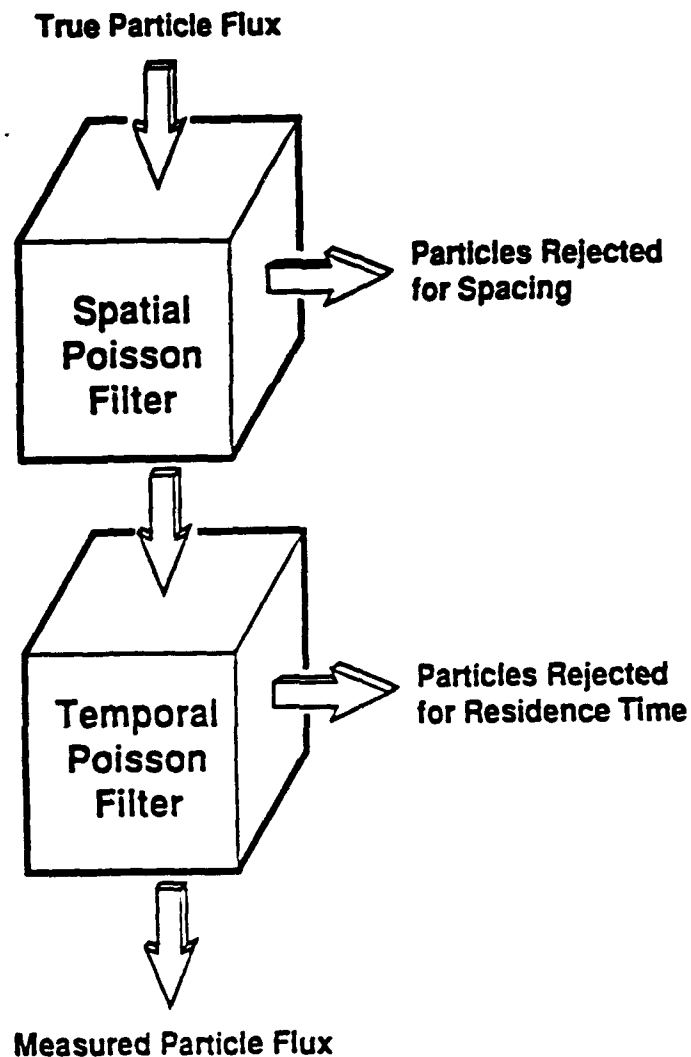 True Particle Flux
Particles Rejected
for Spacing
Spatial
Poisson
Filter
Particles Rejected
for Residence Time
Temporal
Poisson
Filter
Measured Particle Flux